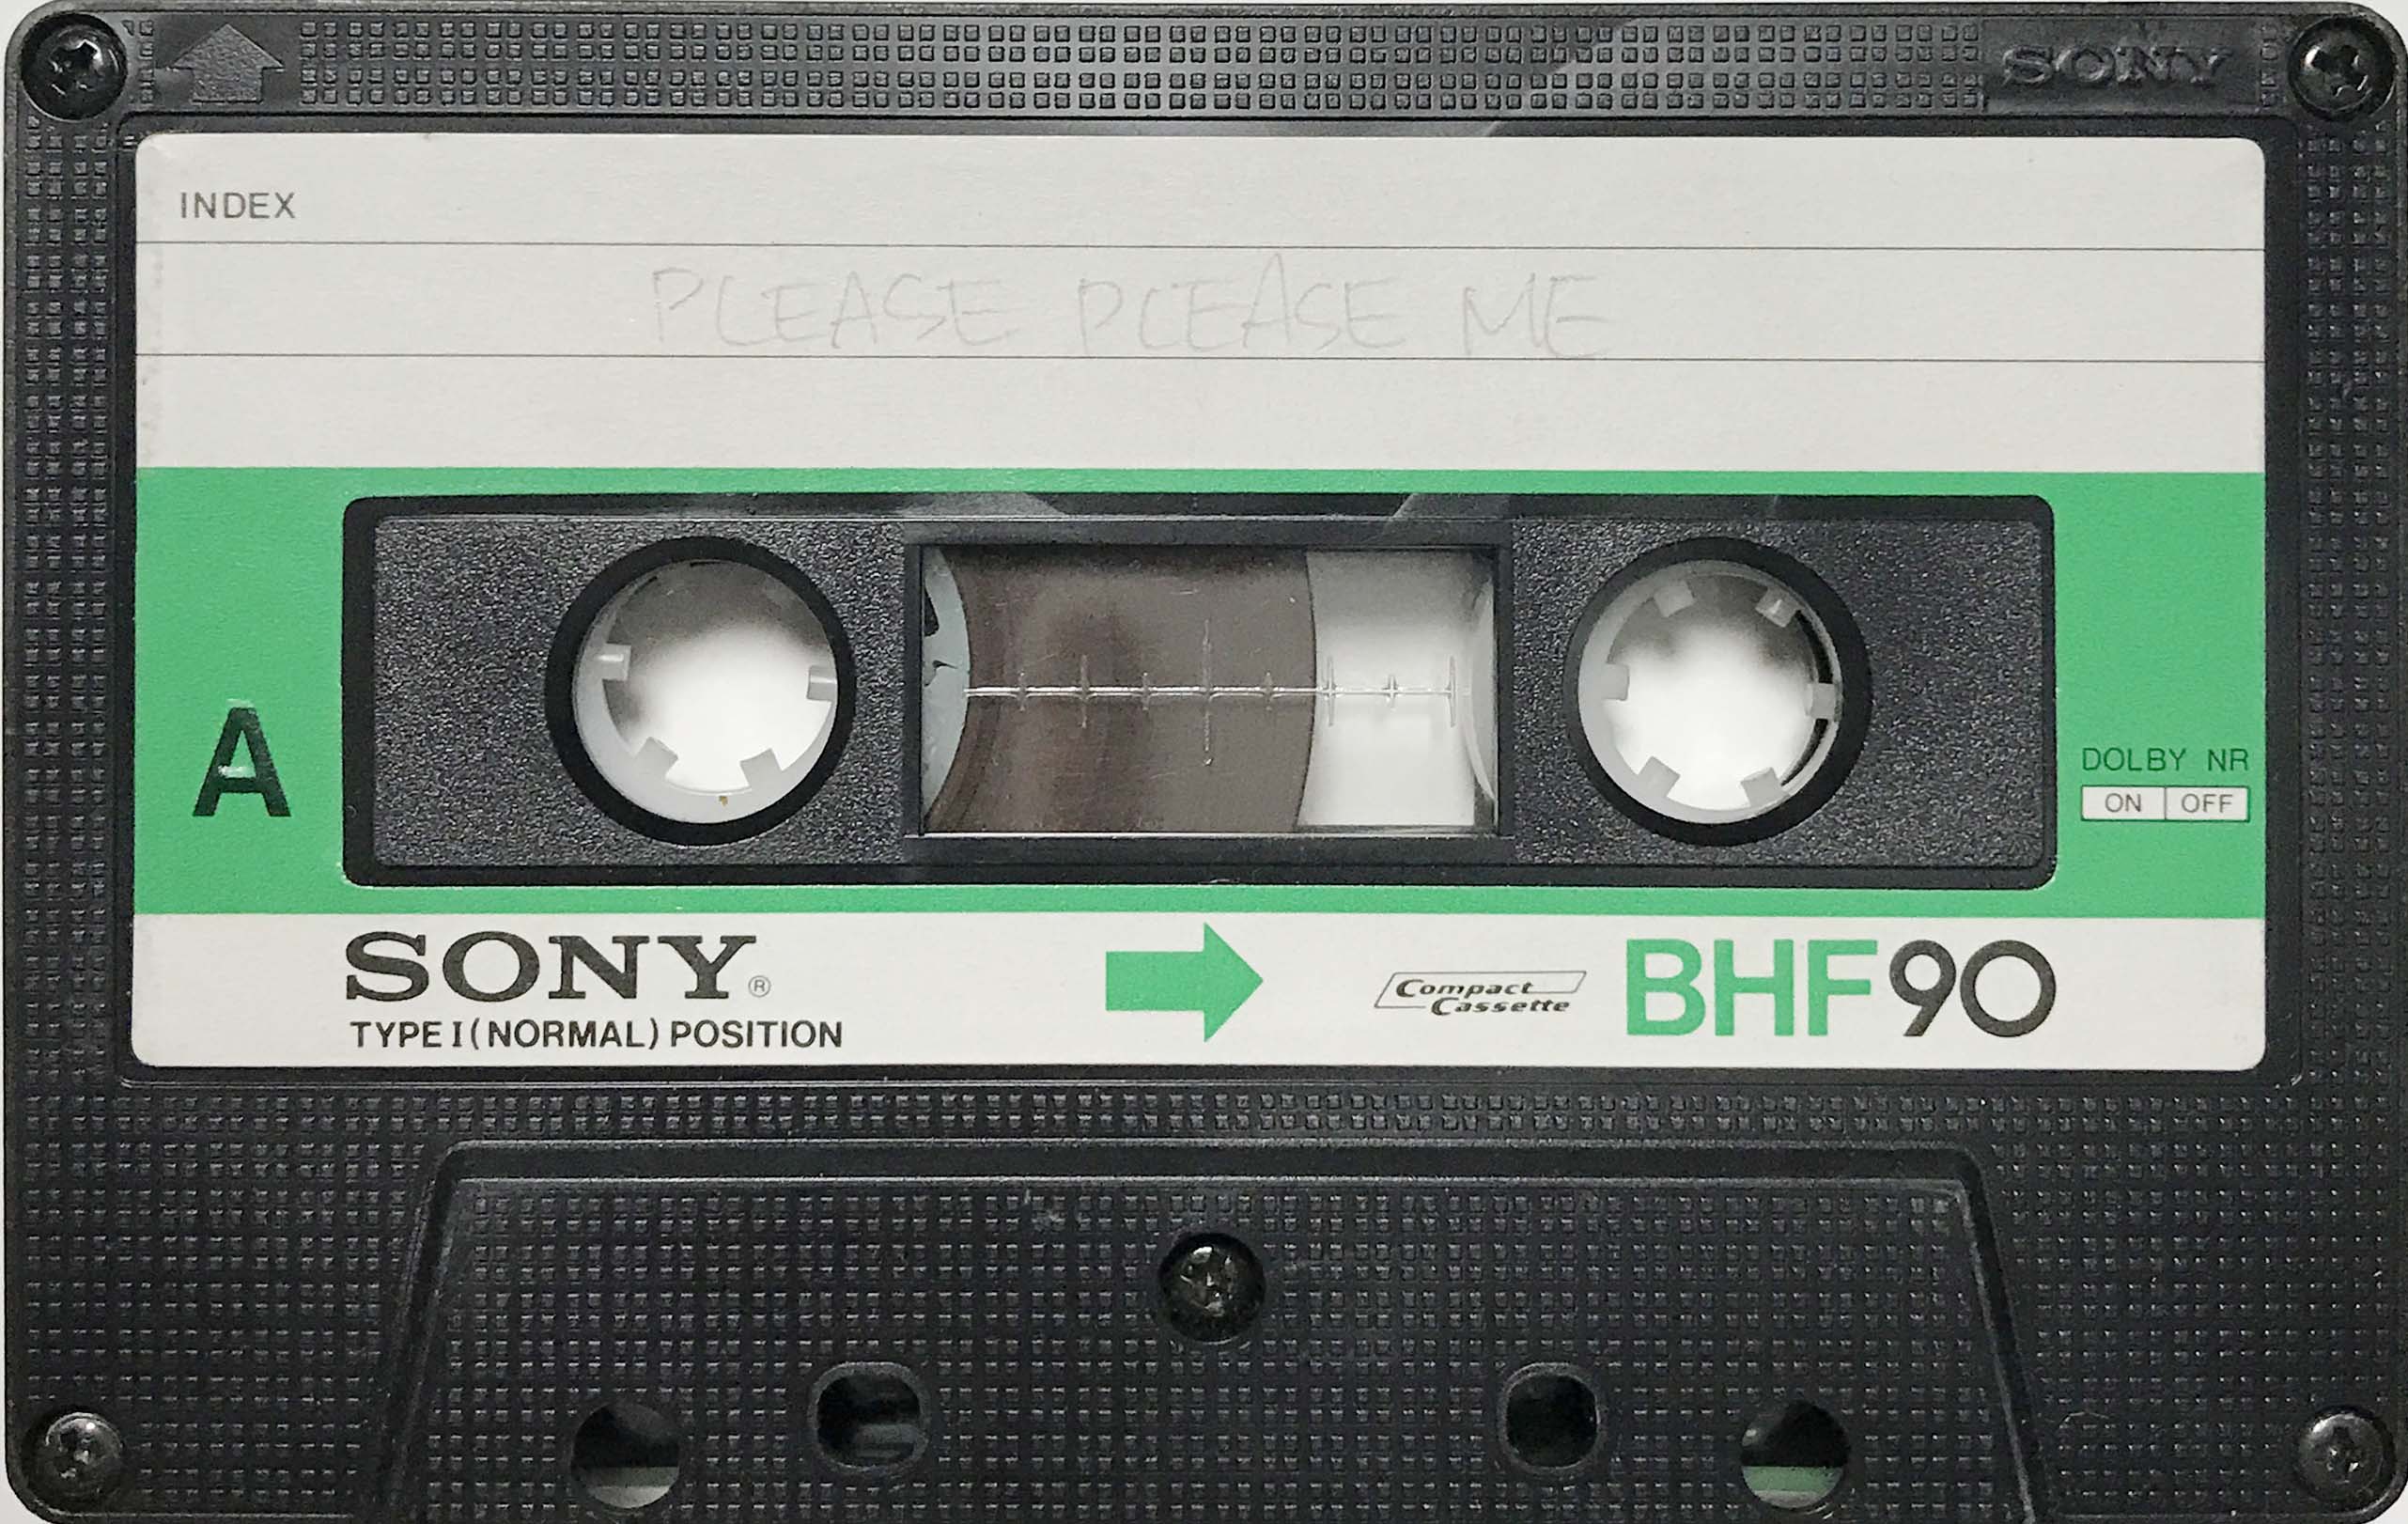 SONY
INDEX
PLEASE PLEASE ME
A
DOLBY NR
ON OFF
SONY®
TYPE I (NORMAL) POSITION
Compact
Cassette
BHF90